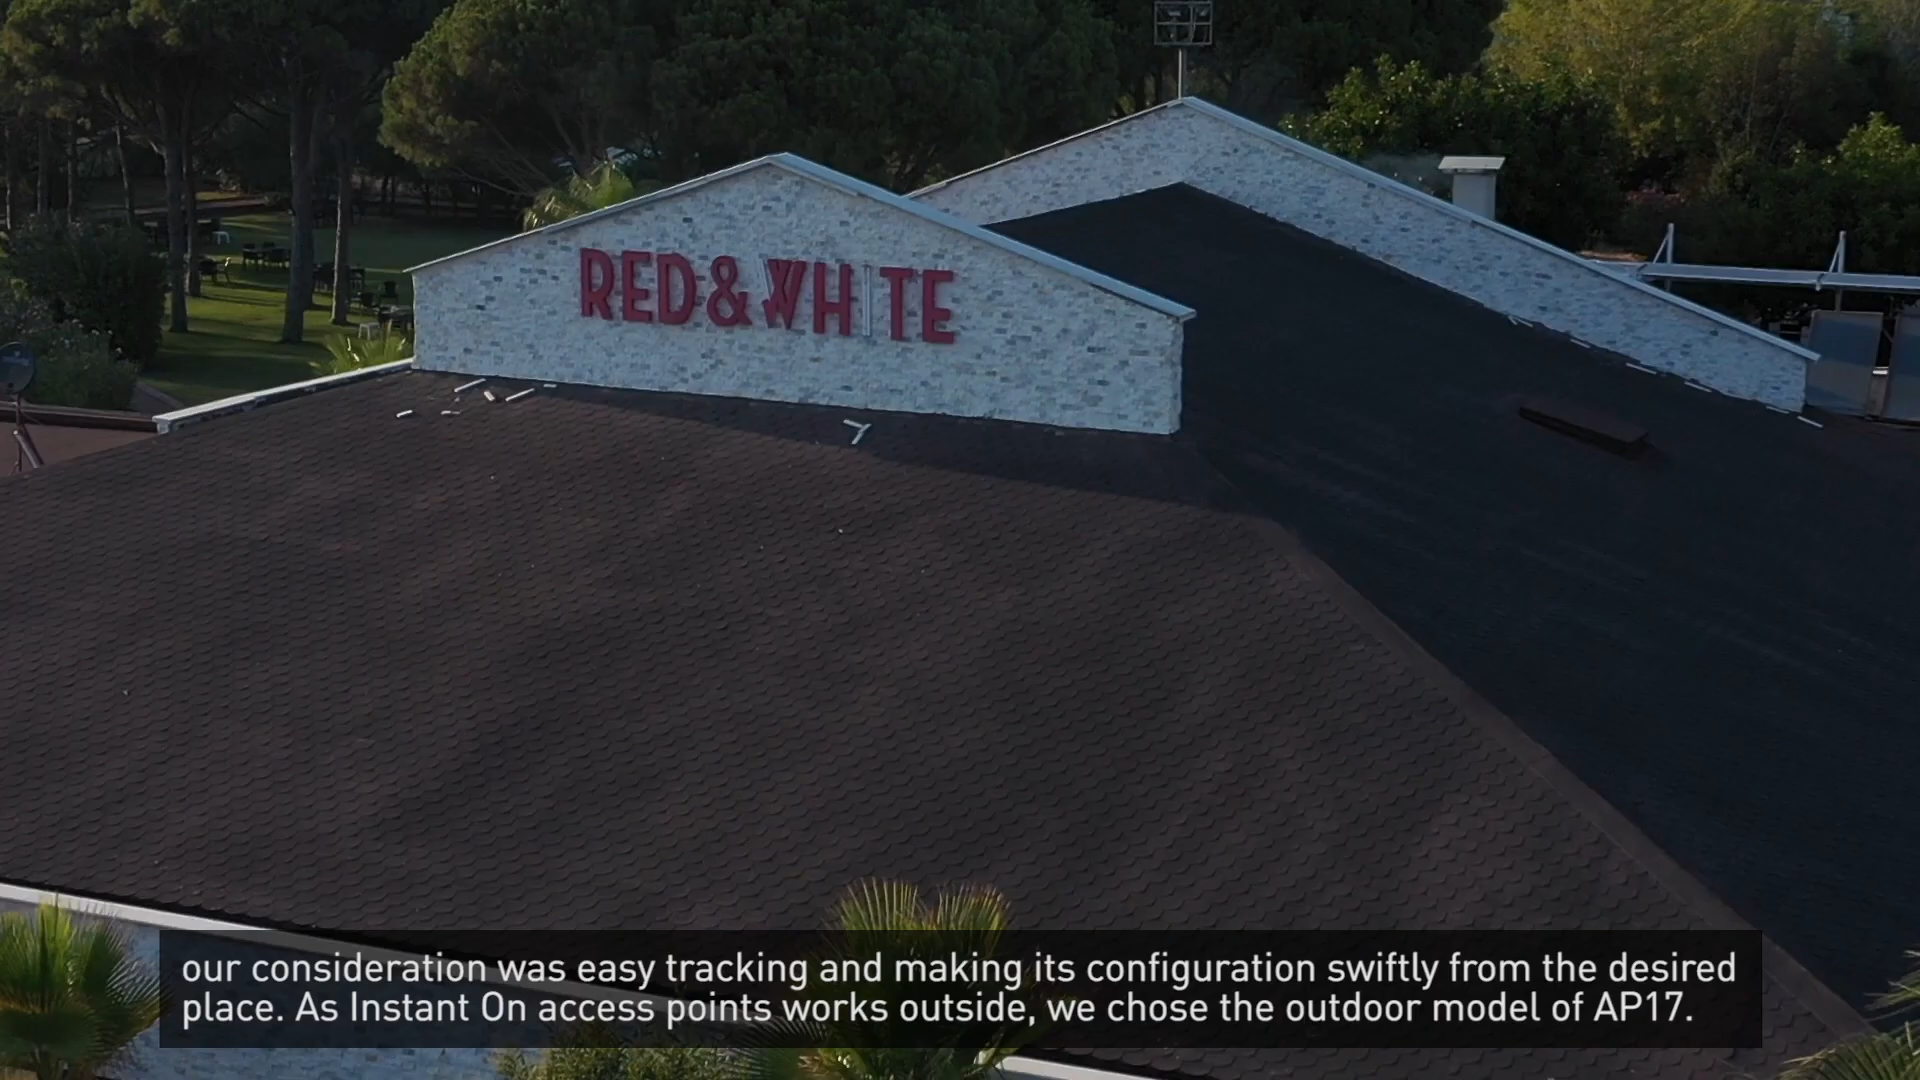 RED&WHITE
our consideration was easy tracking and making its configuration swiftly from the desired
place. As Instant On access points works outside, we chose the outdoor model of AP17.